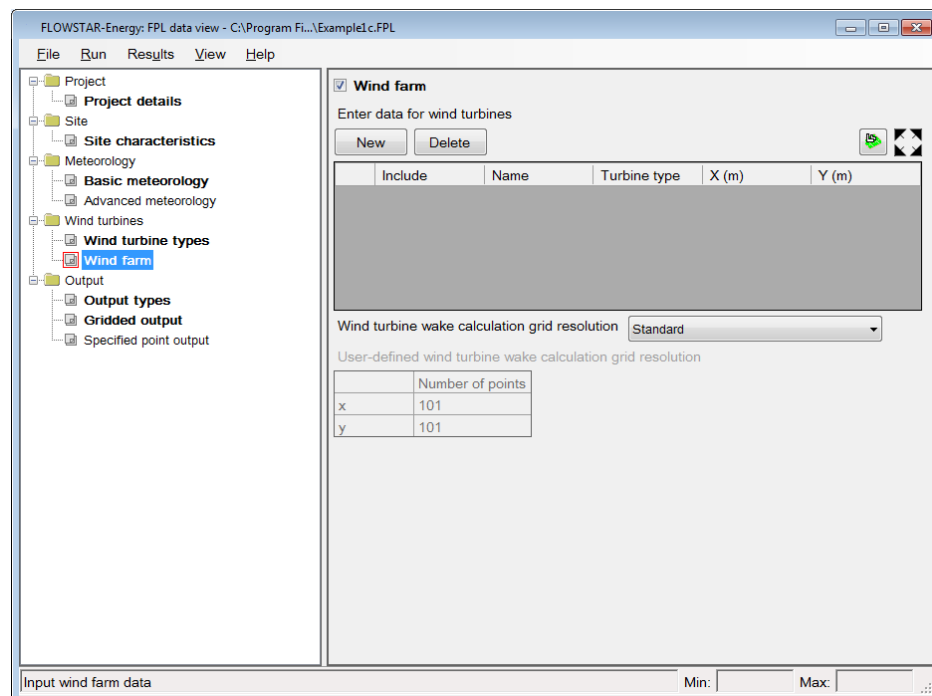 FLOWSTAR-Energy: FPL data view - C:\Program Fi...\Example1c.FPL
File Run Results View Help
Project
Project details
Site
Site characteristics
Meteorology
Basic meteorology
Advanced meteorology
Wind turbines
Wind turbine types
Wind farm
Output
Output types
Gridded output
Specified point output
Wind farm
Enter data for wind turbines
New Delete
Include Name Turbine type X (m) Y (m)
Wind turbine wake calculation grid resolution Standard
User-defined wind turbine wake calculation grid resolution
Number of points
x 101
y 101
Input wind farm data Min: Max: